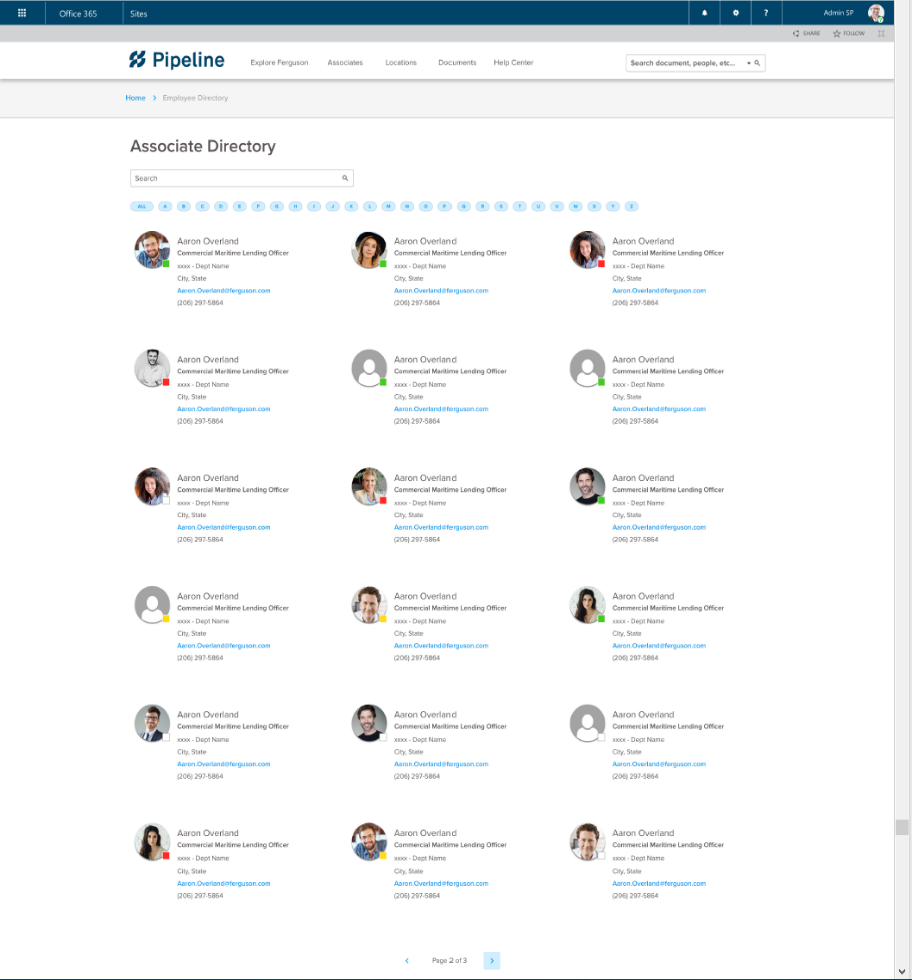 Office 365 Sites ? Admin SP
SHARE FOLLOW
Pipeline Explore Ferguson Associates Locations Documents Help Center Search document, people, etc...
Home > Employee Directory
Associate Directory
Search
ALL A B C D E F G H I J K L M N O P Q R S T U V W X Y Z
Aaron Overland Aaron Overland Aaron Overland
Commercial Maritime Lending Officer Commercial Maritime Lending Officer Commercial Maritime Lending Officer
xxxx - Dept Name xxxx - Dept Name xxxx - Dept Name
City, State City, State City, State
Aaron.Overland@ferguson.com Aaron.Overland@ferguson.com Aaron.Overland@ferguson.com
(206) 297-5864 (206) 297-5864 (206) 297-5864
Aaron Overland Aaron Overland Aaron Overland
Commercial Maritime Lending Officer Commercial Maritime Lending Officer Commercial Maritime Lending Officer
xxxx - Dept Name xxxx - Dept Name xxxx - Dept Name
City, State City, State City, State
Aaron.Overland@ferguson.com Aaron.Overland@ferguson.com Aaron.Overland@ferguson.com
(206) 297-5864 (206) 297-5864 (206) 297-5864
Aaron Overland Aaron Overland Aaron Overland
Commercial Maritime Lending Officer Commercial Maritime Lending Officer Commercial Maritime Lending Officer
xxxx - Dept Name xxxx - Dept Name xxxx - Dept Name
City, State City, State City, State
Aaron.Overland@ferguson.com Aaron.Overland@ferguson.com Aaron.Overland@ferguson.com
(206) 297-5864 (206) 297-5864 (206) 297-5864
Aaron Overland Aaron Overland Aaron Overland
Commercial Maritime Lending Officer Commercial Maritime Lending Officer Commercial Maritime Lending Officer
xxxx - Dept Name xxxx - Dept Name xxxx - Dept Name
City, State City, State City, State
Aaron.Overland@ferguson.com Aaron.Overland@ferguson.com Aaron.Overland@ferguson.com
(206) 297-5864 (206) 297-5864 (206) 297-5864
Aaron Overland Aaron Overland Aaron Overland
Commercial Maritime Lending Officer Commercial Maritime Lending Officer Commercial Maritime Lending Officer
xxxx - Dept Name xxxx - Dept Name xxxx - Dept Name
City, State City, State City, State
Aaron.Overland@ferguson.com Aaron.Overland@ferguson.com Aaron.Overland@ferguson.com
(206) 297-5864 (206) 297-5864 (206) 297-5864
Aaron Overland Aaron Overland Aaron Overland
Commercial Maritime Lending Officer Commercial Maritime Lending Officer Commercial Maritime Lending Officer
xxxx - Dept Name xxxx - Dept Name xxxx - Dept Name
City, State City, State City, State
Aaron.Overland@ferguson.com Aaron.Overland@ferguson.com Aaron.Overland@ferguson.com
(206) 297-5864 (206) 297-5864 (206) 297-5864
< Page 2 of 3 >